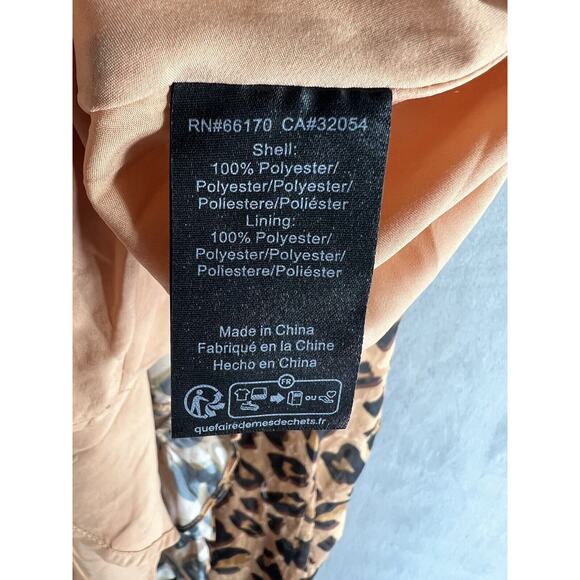 RN#66170 CA#32054
Shell:
100% Polyester/
Polyester/Polyester/
Poliestere/Poliéster
Lining:
100% Polyester/
Polyester/Polyester/
Poliestere/Poliéster
Made in China
Fabriqué en la Chine
Hecho en China
FR
OU
quefairedemesdechets.fr